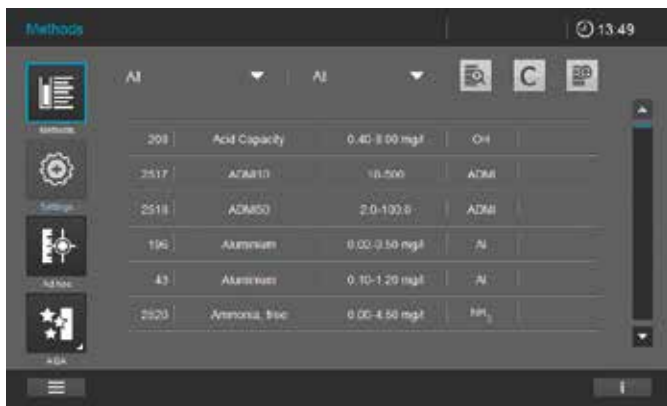 Methods 13:49
All All C
Methods
203 Acid Capacity 0.40-8.00 mg/l OH
2517 ADMI10 10-500 ADMI
2518 ADMI50 2.0-100.0 ADMI
Settings
196 Aluminium 0.02-3.50 mg/l Al
43 Aluminium 0.10-1.20 mg/l Al
Ad hoc
2520 Ammonia, free 0.00-4.50 mg/l NH₃
AQA
i